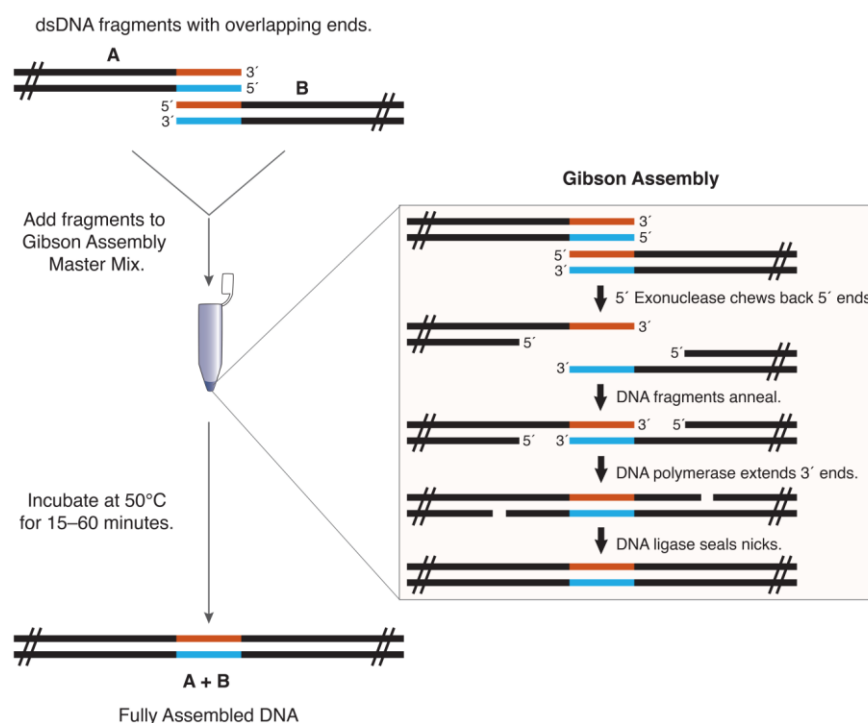 dsDNA fragments with overlapping ends.
A
3´
5´
B
5´
3´
Add fragments to
Gibson Assembly
Master Mix.
Incubate at 50°C
for 15–60 minutes.
A + B
Fully Assembled DNA
Gibson Assembly
3´
5´
5´
3´
5´ Exonuclease chews back 5´ ends
3´
5´
5´
3´
DNA fragments anneal.
3´ 5´
5´ 3´
DNA polymerase extends 3´ ends.
DNA ligase seals nicks.